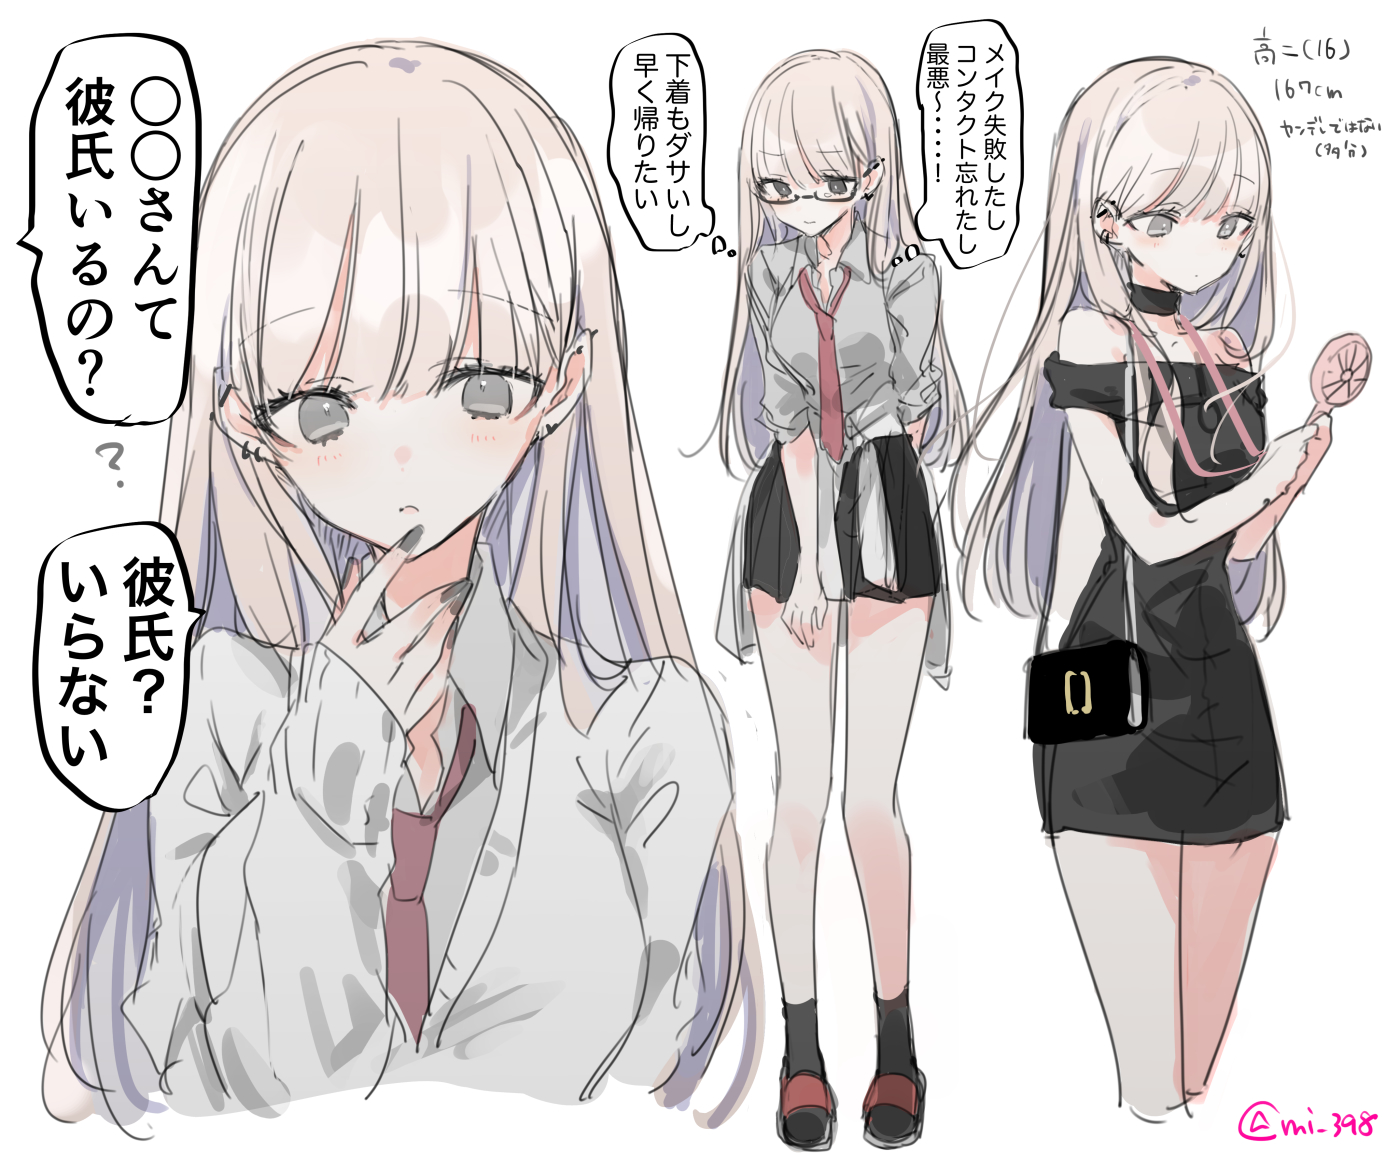 ○○さんて
彼氏いるの?
?
彼氏?
いらない
下着もダサいし
早く帰りたい
メイク失敗したし
コンタクト忘れたし
最悪〜・・・・・!
高二(16)
167cm
ヤンデレではない
(多分)
@mi_398